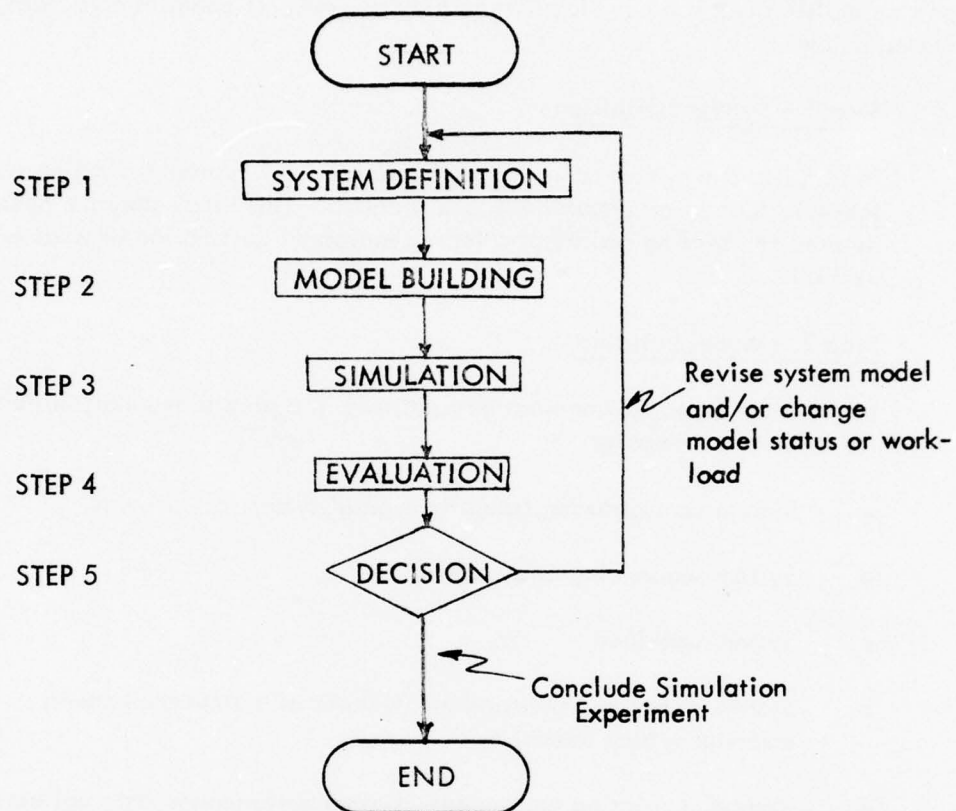 START
STEP 1
SYSTEM DEFINITION
STEP 2
MODEL BUILDING
STEP 3
SIMULATION
Revise system model
and/or change
model status or work-
load
STEP 4
EVALUATION
STEP 5
DECISION
Conclude Simulation
Experiment
END